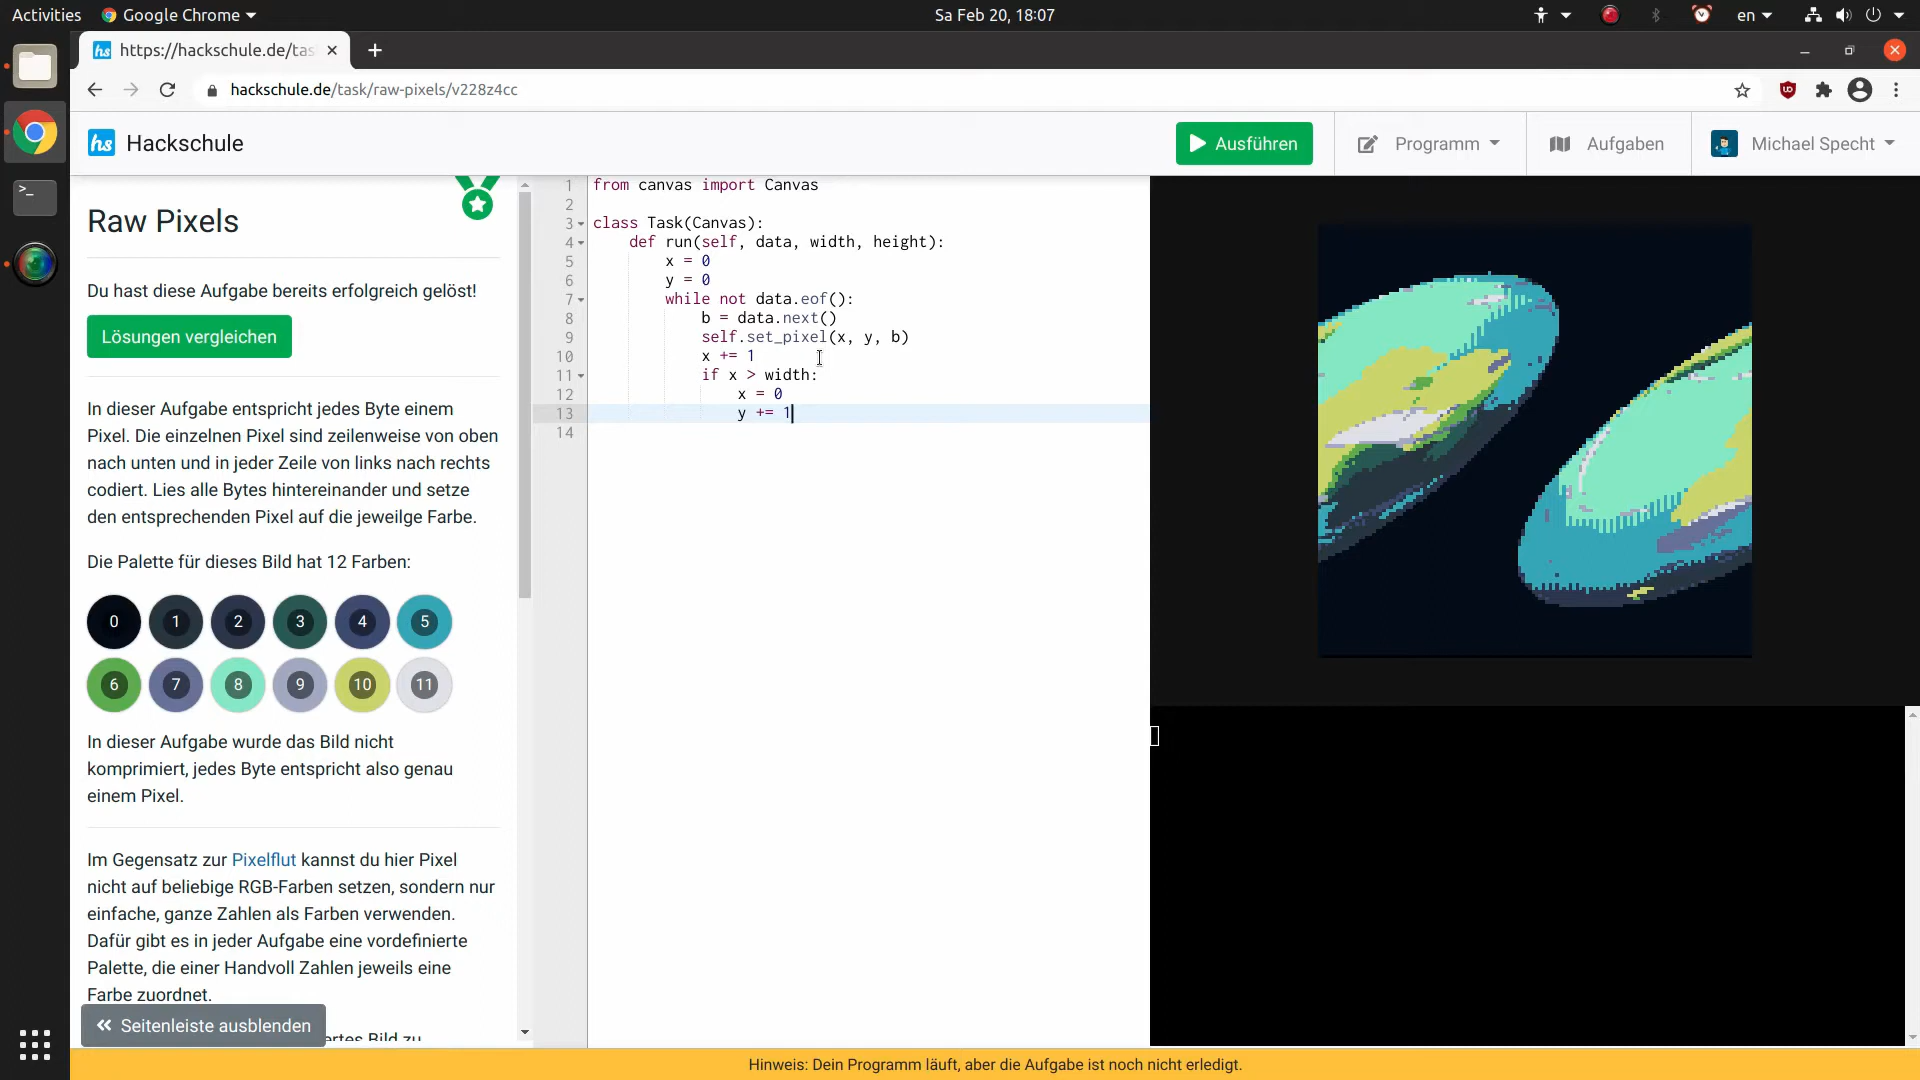 Activities Google Chrome Sa Feb 20, 18:07 en
hs https://hackschule.de/tas
hackschule.de/task/raw-pixels/v228z4cc
hs Hackschule Ausführen Programm Aufgaben Michael Specht
Raw Pixels
Du hast diese Aufgabe bereits erfolgreich gelöst!
Lösungen vergleichen
In dieser Aufgabe entspricht jedes Byte einem
Pixel. Die einzelnen Pixel sind zeilenweise von oben
nach unten und in jeder Zeile von links nach rechts
codiert. Lies alle Bytes hintereinander und setze
den entsprechenden Pixel auf die jeweilge Farbe.
Die Palette für dieses Bild hat 12 Farben:
0 1 2 3 4 5
6 7 8 9 10 11
In dieser Aufgabe wurde das Bild nicht
komprimiert, jedes Byte entspricht also genau
einem Pixel.
Im Gegensatz zur Pixelflut kannst du hier Pixel
nicht auf beliebige RGB-Farben setzen, sondern nur
einfache, ganze Zahlen als Farben verwenden.
Dafür gibt es in jeder Aufgabe eine vordefinierte
Palette, die einer Handvoll Zahlen jeweils eine
Farbe zuordnet.
Seitenleiste ausblenden
ertes Bild zu
1 from canvas import Canvas
2
3 class Task(Canvas):
4 def run(self, data, width, height):
5 x = 0
6 y = 0
7 while not data.eof():
8 b = data.next()
9 self.set_pixel(x, y, b)
10 x += 1
11 if x > width:
12 x = 0
13 y += 1
14
Hinweis: Dein Programm läuft, aber die Aufgabe ist noch nicht erledigt.